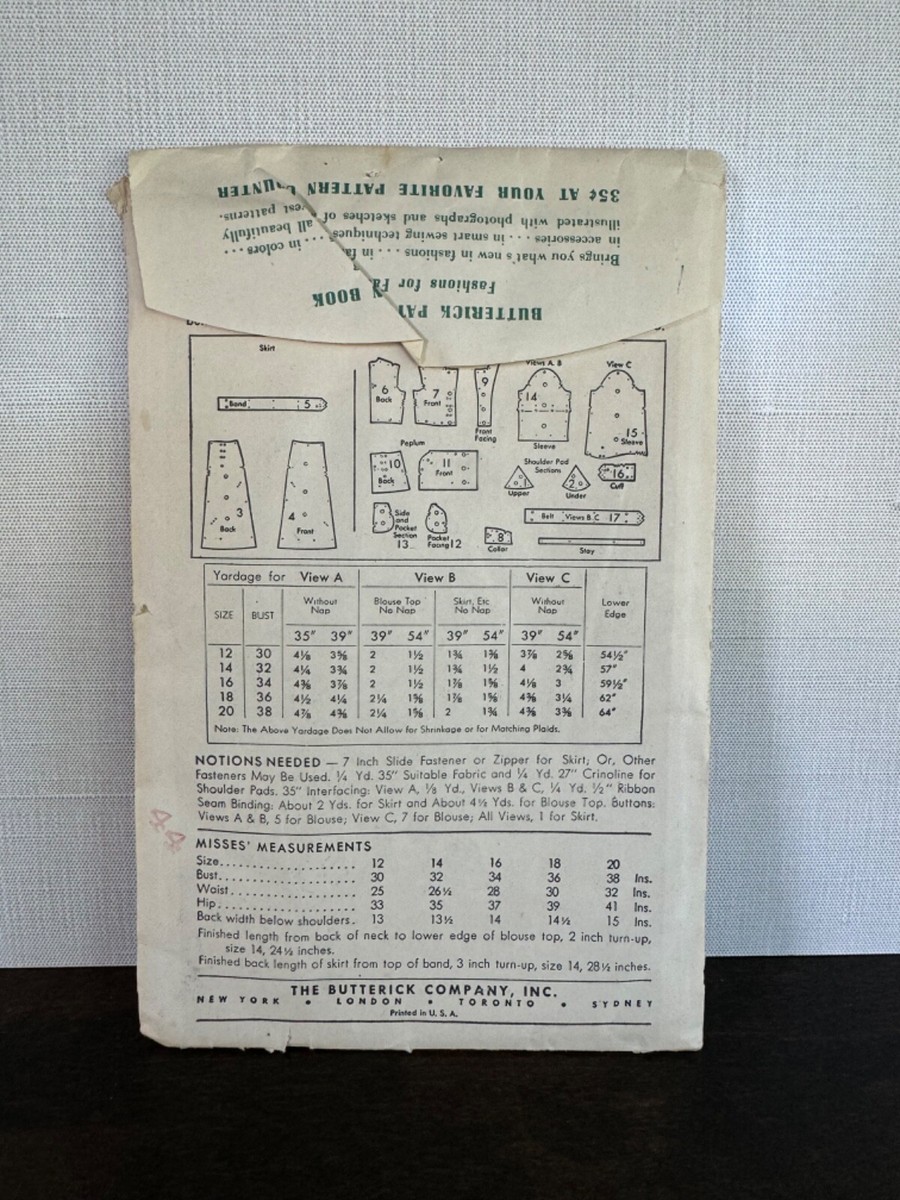 BUTTERICK BOOK
Fashions for
Brings you what's new in fashions . . . . in in colors . . .
in accessories . . . . in smart sewing techniques . . . . all beautifully
illustrated with photographs and sketches of patterns.
35¢ AT YOUR FAVORITE PATTERN
Skirt
Views A, B
View C
Band 5
6 Back
7 Front
9 Front Facing
14 Sleeve
15 Sleeve
Peplum
10 Back
11 Front
Shoulder Pad Sections
1 Upper
2 Under
16 Cuff
3 Back
4 Front
Side and Pocket Section 13
Pocket Facing 12
8 Collar
Belt Views B C 17
Stay
Yardage for View A View B View C
SIZE BUST Without Nap Blouse Top No Nap Skirt, Etc No Nap Without Nap Lower Edge
35" 39" 39" 54" 39" 54" 39" 54"
12 30 4⅛ 3⅝ 2 1½ 1¾ 1⅜ 3⅞ 2⅝ 54½"
14 32 4¼ 3¾ 2 1½ 1¾ 1½ 4 2¾ 57"
16 34 4⅜ 3⅞ 2 1½ 1⅞ 1⅝ 4⅛ 3 59½"
18 36 4½ 4¼ 2¼ 1⅝ 1⅞ 1⅝ 4⅜ 3¼ 62"
20 38 4⅞ 4⅜ 2¼ 1⅝ 2 1¾ 4⅜ 3⅜ 64"
Note: The Above Yardage Does Not Allow for Shrinkage or for Matching Plaids.
NOTIONS NEEDED — 7 Inch Slide Fastener or Zipper for Skirt; Or, Other
Fasteners May Be Used. ¼ Yd. 35" Suitable Fabric and ¼ Yd. 27" Crinoline for
Shoulder Pads. 35" Interfacing: View A, ⅛ Yd., Views B & C, ¼ Yd. ½" Ribbon
Seam Binding: About 2 Yds. for Skirt and About 4½ Yds. for Blouse Top. Buttons:
Views A & B, 5 for Blouse; View C, 7 for Blouse; All Views, 1 for Skirt.
44
MISSES' MEASUREMENTS
Size.................... 12 14 16 18 20
Bust.................... 30 32 34 36 38 Ins.
Waist.................. 25 26½ 28 30 32 Ins.
Hip..................... 33 35 37 39 41 Ins.
Back width below shoulders. 13 13½ 14 14½ 15 Ins.
Finished length from back of neck to lower edge of blouse top, 2 inch turn-up,
size 14, 24½ inches.
Finished back length of skirt from top of band, 3 inch turn-up, size 14, 28½ inches.
THE BUTTERICK COMPANY, INC.
NEW YORK • LONDON • TORONTO • SYDNEY
Printed in U. S. A.